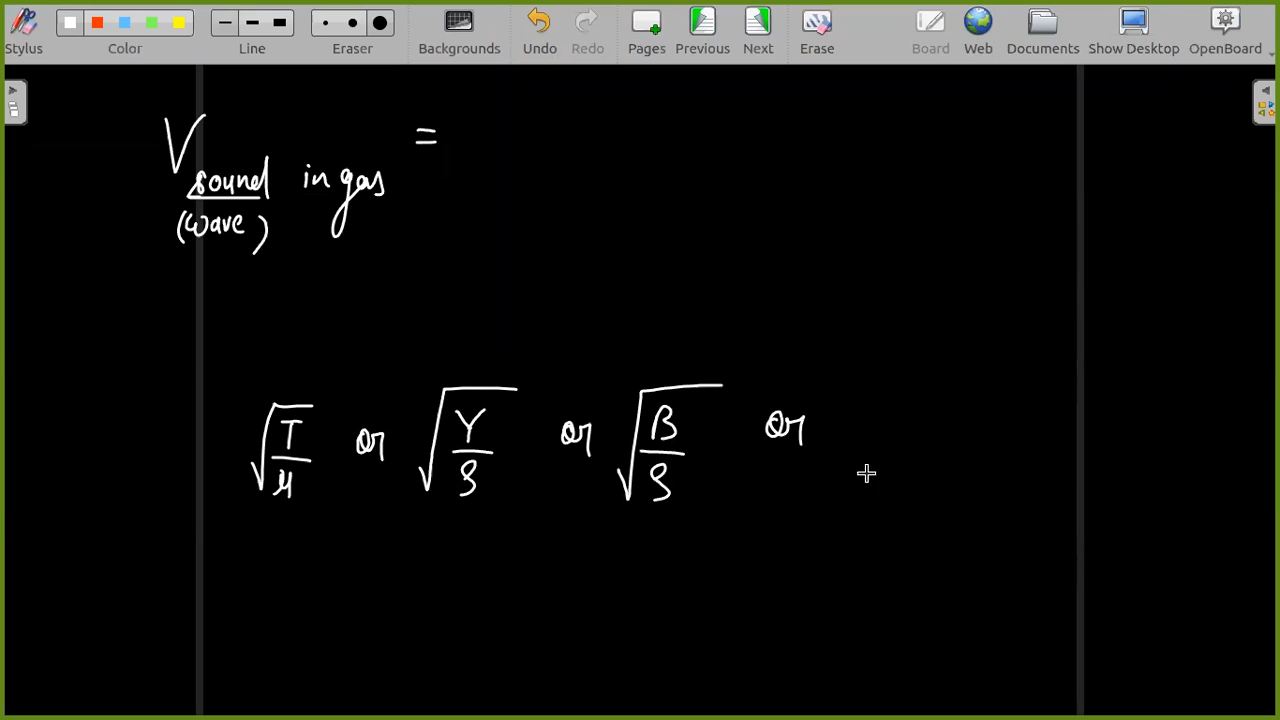 Stylus Color Line Eraser Backgrounds Undo Redo Pages Previous Next Erase Board Web Documents Show Desktop OpenBoard
V sound in gas =
(wave)
√(T/μ) or √(Y/ρ) or √(B/ρ) or